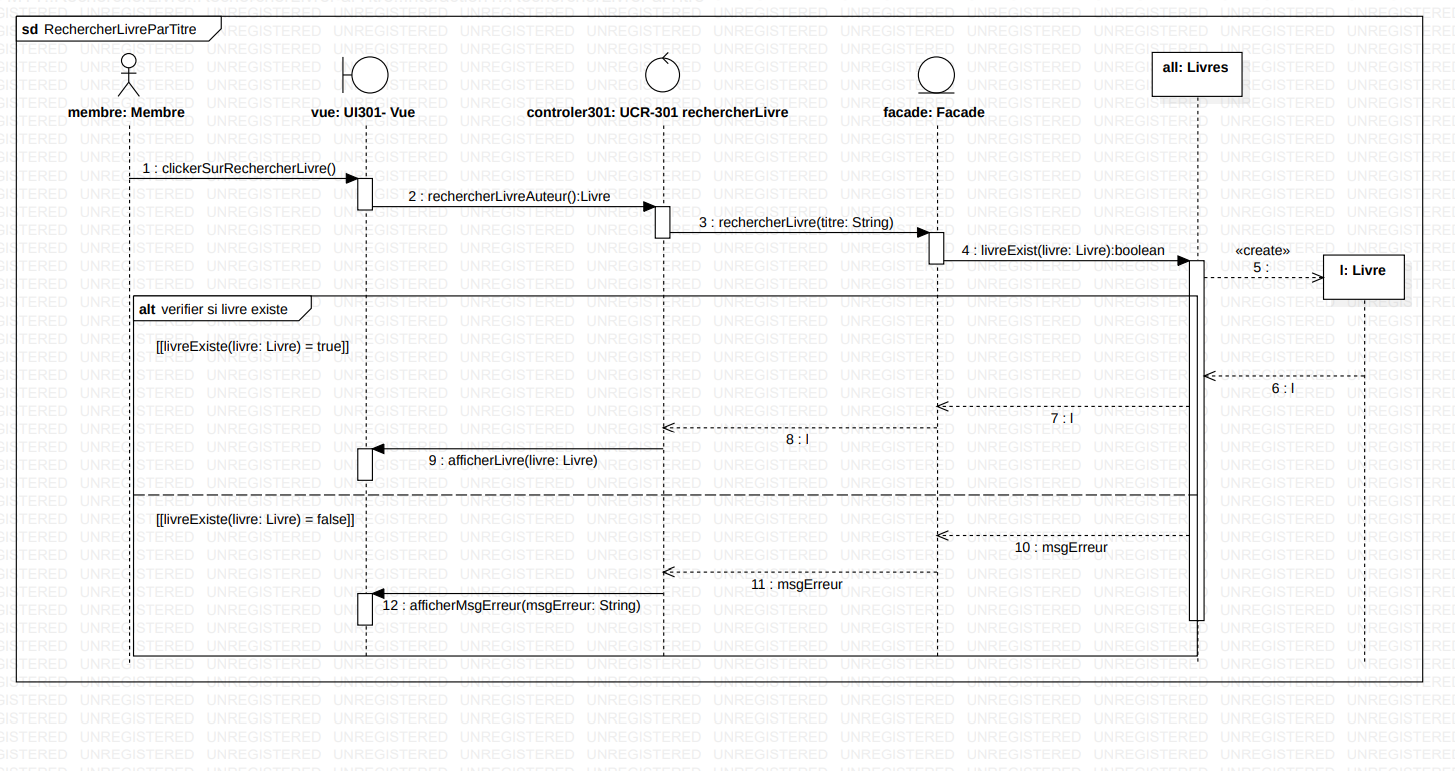 sd RechercherLivreParTitre
membre: Membre
vue: UI301- Vue
controler301: UCR-301 rechercherLivre
facade: Facade
all: Livres
1 : clickerSurRechercherLivre()
2 : rechercherLivreAuteur():Livre
3 : rechercherLivre(titre: String)
4 : livreExist(livre: Livre):boolean
«create»
5 :
l: Livre
alt verifier si livre existe
[[livreExiste(livre: Livre) = true]]
6 : l
7 : l
8 : l
9 : afficherLivre(livre: Livre)
[[livreExiste(livre: Livre) = false]]
10 : msgErreur
11 : msgErreur
12 : afficherMsgErreur(msgErreur: String)
UNREGISTERED